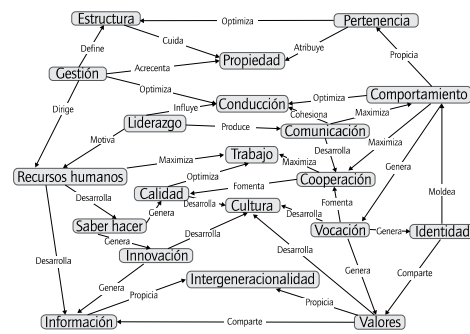 Estructura
Optimiza
Pertenencia
Define
Cuida
Atribuye
Propicia
Gestión
Acrecenta
Propiedad
Optimiza
Optimiza
Comportamiento
Dirige
Influye
Conducción
Cohesiona
Maximiza
Liderazgo
Produce
Comunicación
Motiva
Desarrolla
Maximiza
Maximiza
Trabajo
Maximiza
Genera
Recursos humanos
Optimiza
Fomenta
Cooperación
Desarrolla
Calidad
Desarrolla
Cultura
Fomenta
Moldea
Genera
Desarrolla
Saber hacer
Genera
Desarrolla
Vocación
Genera
Identidad
Innovación
Desarrolla
Desarrolla
Genera
Propicia
Intergeneracionalidad
Genera
Comparte
Propicia
Información
Comparte
Valores